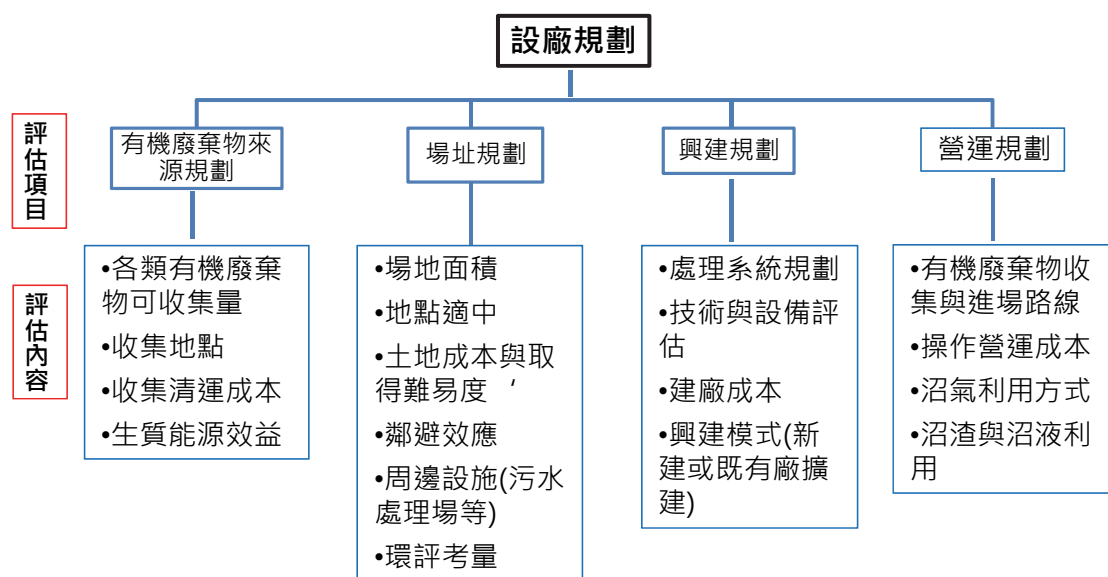 設廠規劃
評估項目
有機廢棄物來
源規劃
場址規劃
興建規劃
營運規劃
評估內容
•各類有機廢棄
物可收集量
•收集地點
•收集清運成本
•生質能源效益
•場地面積
•地點適中
•土地成本與取
得難易度‘
•鄰避效應
•周邊設施(污水
處理場等)
•環評考量
•處理系統規劃
•技術與設備評
估
•建廠成本
•興建模式(新
建或既有廠擴
建)
•有機廢棄物收
集與進場路線
•操作營運成本
•沼氣利用方式
•沼渣與沼液利
用